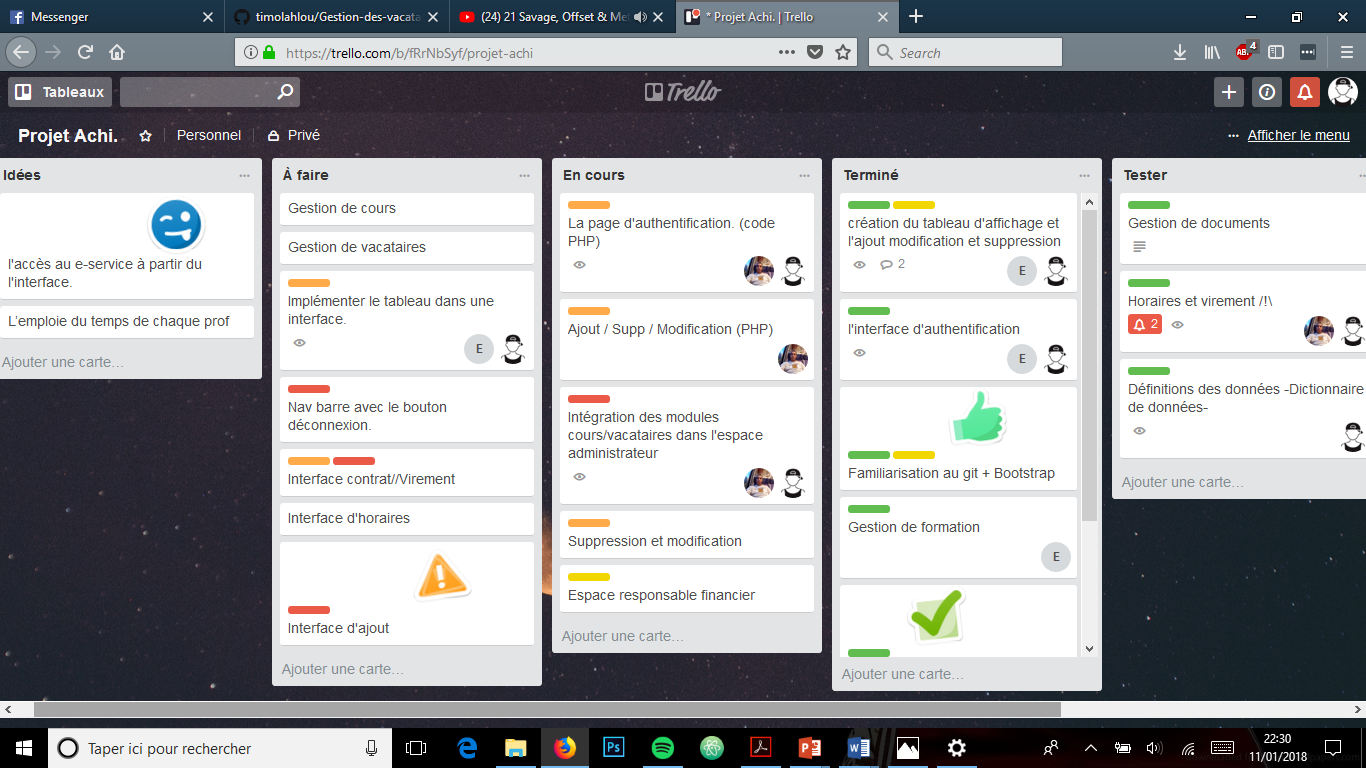 Messenger
timolahlou/Gestion-des-vacata
(24) 21 Savage, Offset & Me
* Projet Achi. | Trello
https://trello.com/b/fRrNbSyf/projet-achi
Search
ABP
4
Tableaux
Trello
Projet Achi.
Personnel
Privé
Afficher le menu
Idées
l'accès au e-service à partir du
l'interface.
L'emploie du temps de chaque prof
Ajouter une carte…
À faire
Gestion de cours
Gestion de vacataires
Implémenter le tableau dans une
interface.
E
Nav barre avec le bouton
déconnexion.
Interface contrat//Virement
Interface d'horaires
Interface d'ajout
Ajouter une carte…
En cours
La page d'authentification. (code
PHP)
Ajout / Supp / Modification (PHP)
Intégration des modules
cours/vacataires dans l'espace
administrateur
Suppression et modification
Espace responsable financier
Ajouter une carte…
Terminé
création du tableau d'affichage et
l'ajout modification et suppression
2
E
l'interface d'authentification
E
Familiarisation au git + Bootstrap
Gestion de formation
E
Ajouter une carte…
Tester
Gestion de documents
Horaires et virement /!\
2
Définitions des données -Dictionnaire
de données-
Ajouter une carte…
Taper ici pour rechercher
Ps
22:30
11/01/2018